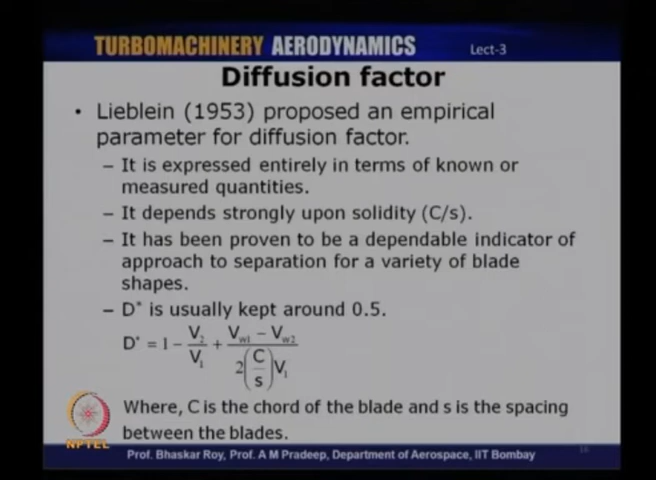 TURBOMACHINERY AERODYNAMICS Lect-3
Diffusion factor
• Lieblein (1953) proposed an empirical
parameter for diffusion factor.
– It is expressed entirely in terms of known or
measured quantities.
– It depends strongly upon solidity (C/s).
– It has been proven to be a dependable indicator of
approach to separation for a variety of blade
shapes.
– D* is usually kept around 0.5.
D* = 1 - V₂/V₁ + (V_w1 – V_w2)/(2(C/s)V₁)
Where, C is the chord of the blade and s is the spacing
between the blades.
NPTEL
Prof. Bhaskar Roy, Prof. A M Pradeep, Department of Aerospace, IIT Bombay